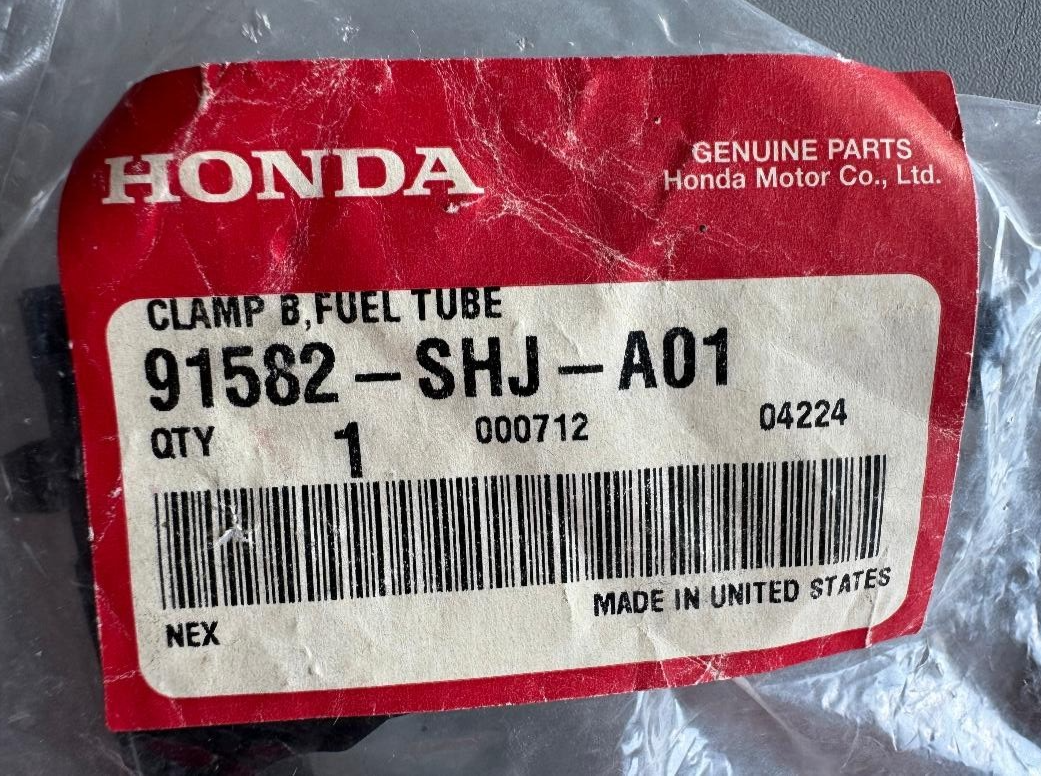 HONDA
GENUINE PARTS
Honda Motor Co., Ltd.
CLAMP B,FUEL TUBE
91582-SHJ-A01
QTY 1 000712 04224
MADE IN UNITED STATES
NEX